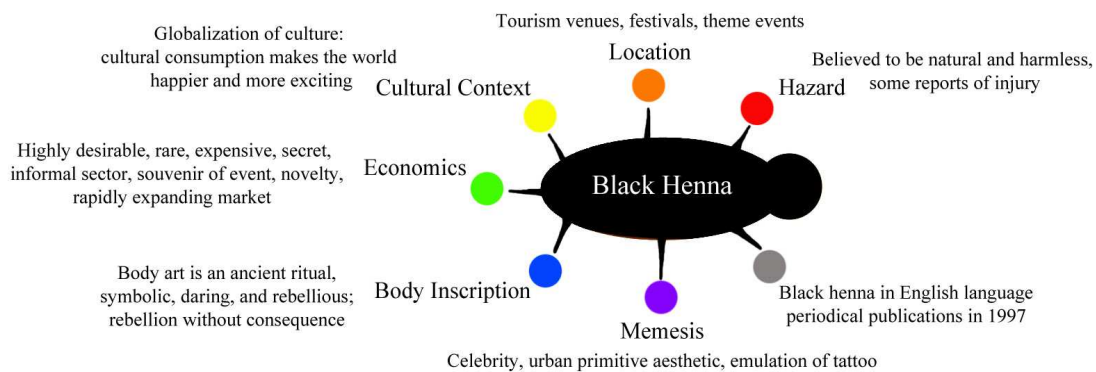 Tourism venues, festivals, theme events
Location
Globalization of culture:
cultural consumption makes the world
happier and more exciting
Cultural Context
Believed to be natural and harmless,
some reports of injury
Hazard
Highly desirable, rare, expensive, secret,
informal sector, souvenir of event, novelty,
rapidly expanding market
Economics
Black Henna
Body art is an ancient ritual,
symbolic, daring, and rebellious;
rebellion without consequence
Body Inscription
Black henna in English language
periodical publications in 1997
Memesis
Celebrity, urban primitive aesthetic, emulation of tattoo